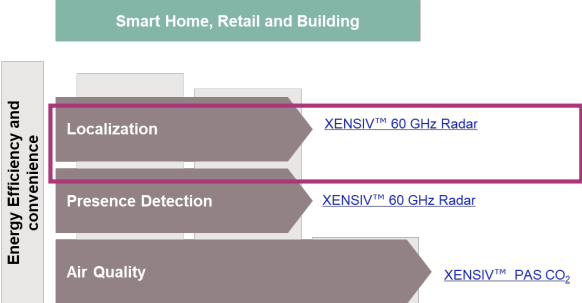 Smart Home, Retail and Building
Energy Efficiency and
convenience
Localization
XENSIV™ 60 GHz Radar
Presence Detection
XENSIV™ 60 GHz Radar
Air Quality
XENSIV™ PAS CO₂